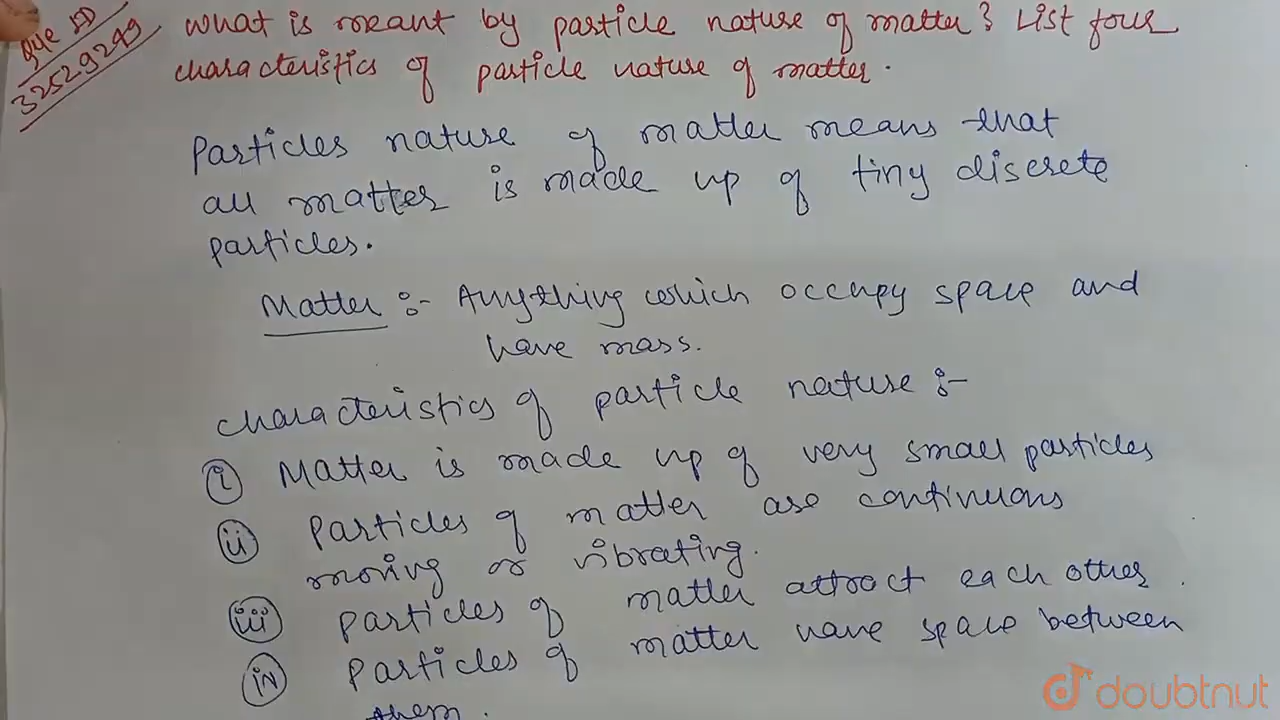 Que ID
32529249
What is meant by particle nature of matter? List four
characteristics of particle nature of matter.
Particles nature of matter means that
all matter is made up of tiny discrete
particles.
Matter :- Anything which occupy space and
have mass.
characteristics of particle nature :-
(i) Matter is made up of very small particles
(ii) Particles of matter are continuous
moving or vibrating.
(iii) Particles of matter attract each other.
(iv) Particles of matter have space between
them.
doubtnut